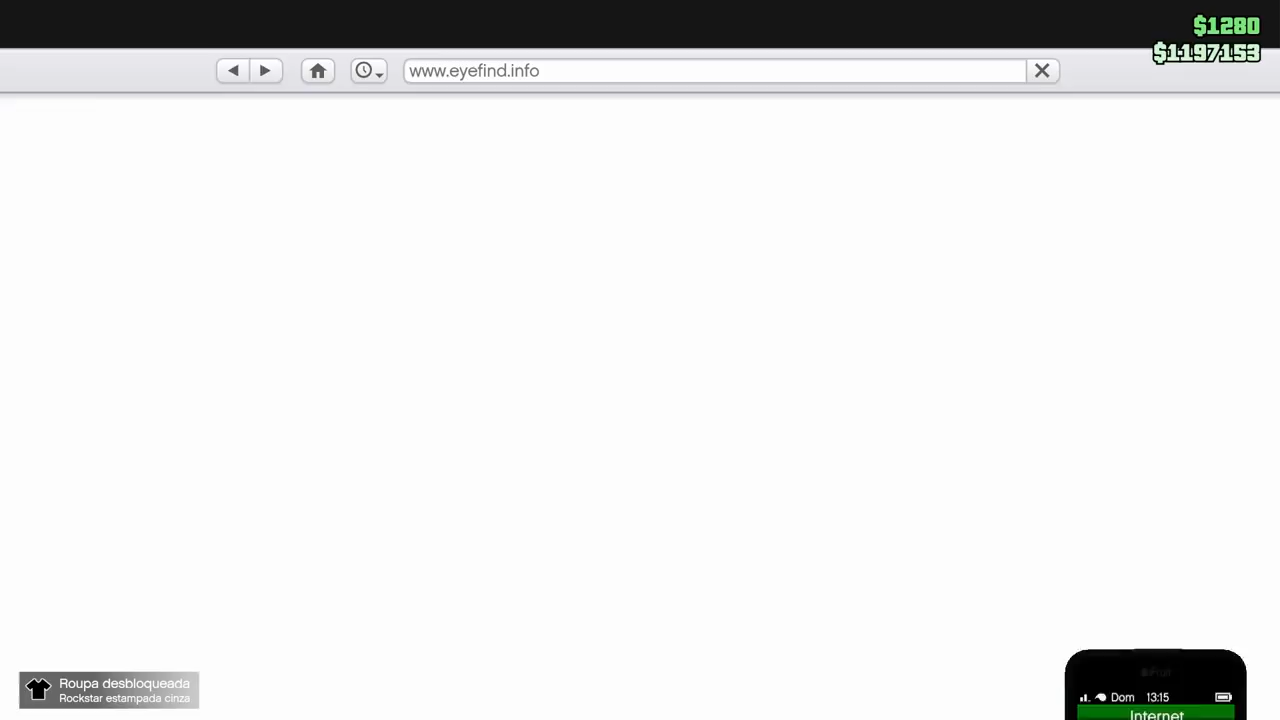 $1280
$1197153
www.eyefind.info
Roupa desbloqueada
Rockstar estampada cinza
Dom 13:15
Internet